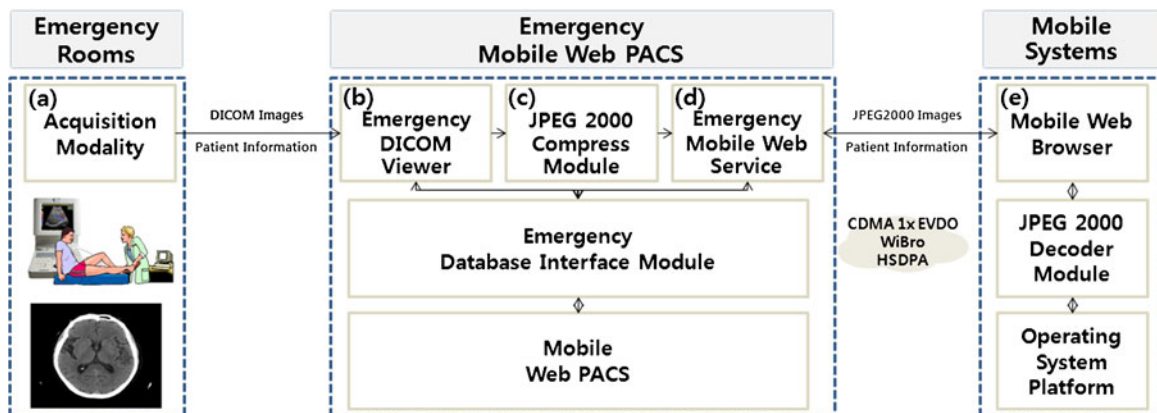 Emergency
Rooms
Emergency
Mobile Web PACS
Mobile
Systems
(a)
Acquisition
Modality
DICOM Images
Patient Information
(b)
Emergency
DICOM
Viewer
(c)
JPEG 2000
Compress
Module
(d)
Emergency
Mobile Web
Service
JPEG2000 Images
Patient Information
(e)
Mobile Web
Browser
Emergency
Database Interface Module
CDMA 1x EVDO
WiBro
HSDPA
JPEG 2000
Decoder
Module
Mobile
Web PACS
Operating
System
Platform